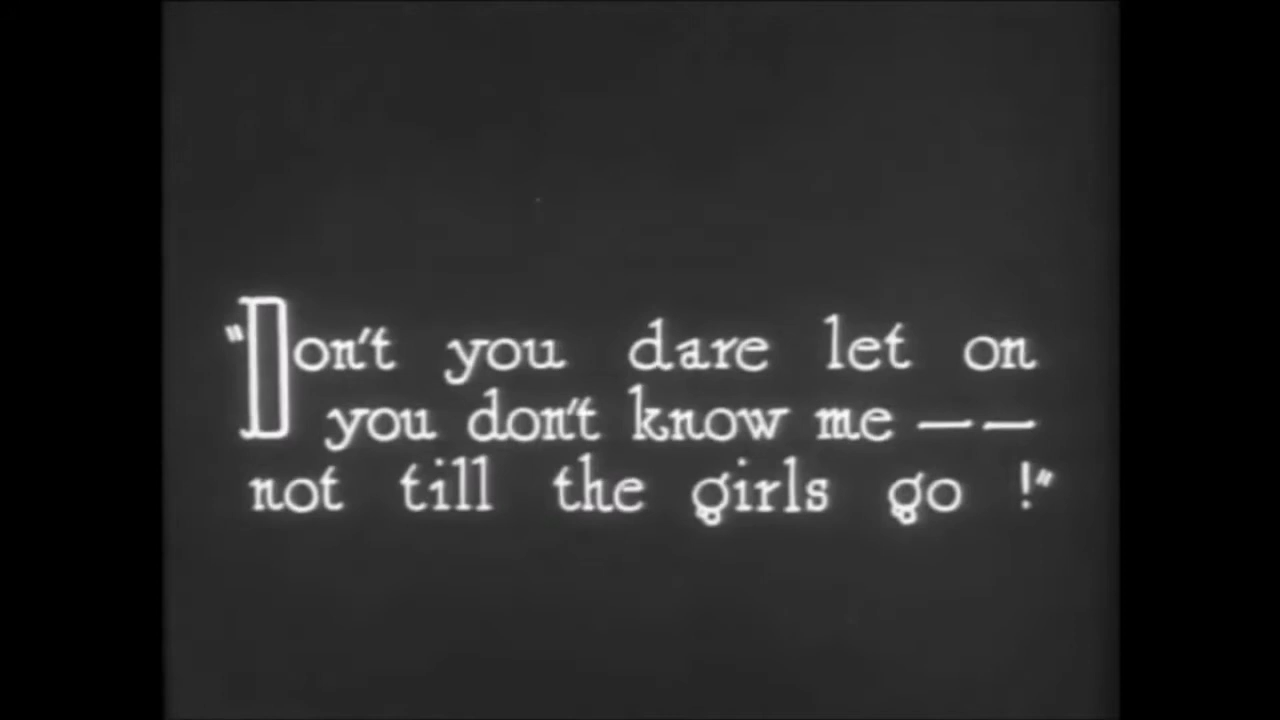 "Don't you dare let on
you don't know me — —
not till the girls go !"